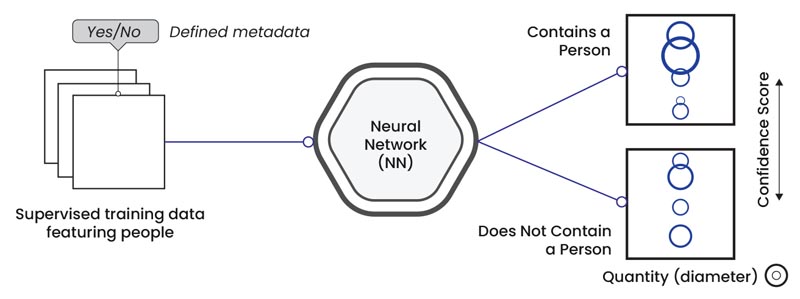 Yes/No
Defined metadata
Supervised training data
featuring people
Neural
Network
(NN)
Contains a
Person
Does Not Contain
a Person
Confidence Score
Quantity (diameter)